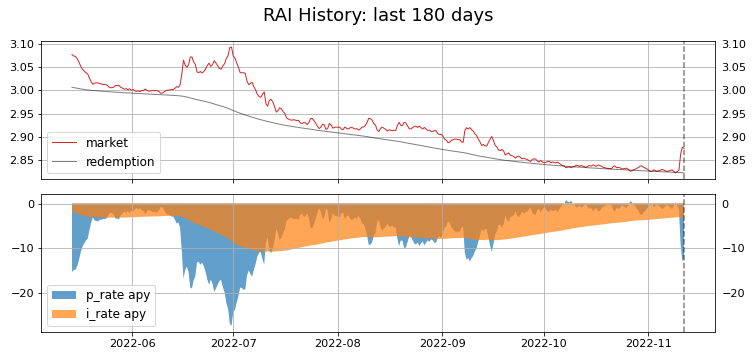 RAI History: last 180 days
3.10 3.10
3.05 3.05
3.00 3.00
2.95 2.95
2.90 2.90
2.85 2.85
market
redemption
0 0
−10 −10
−20 −20
p_rate apy
i_rate apy
2022-06 2022-07 2022-08 2022-09 2022-10 2022-11